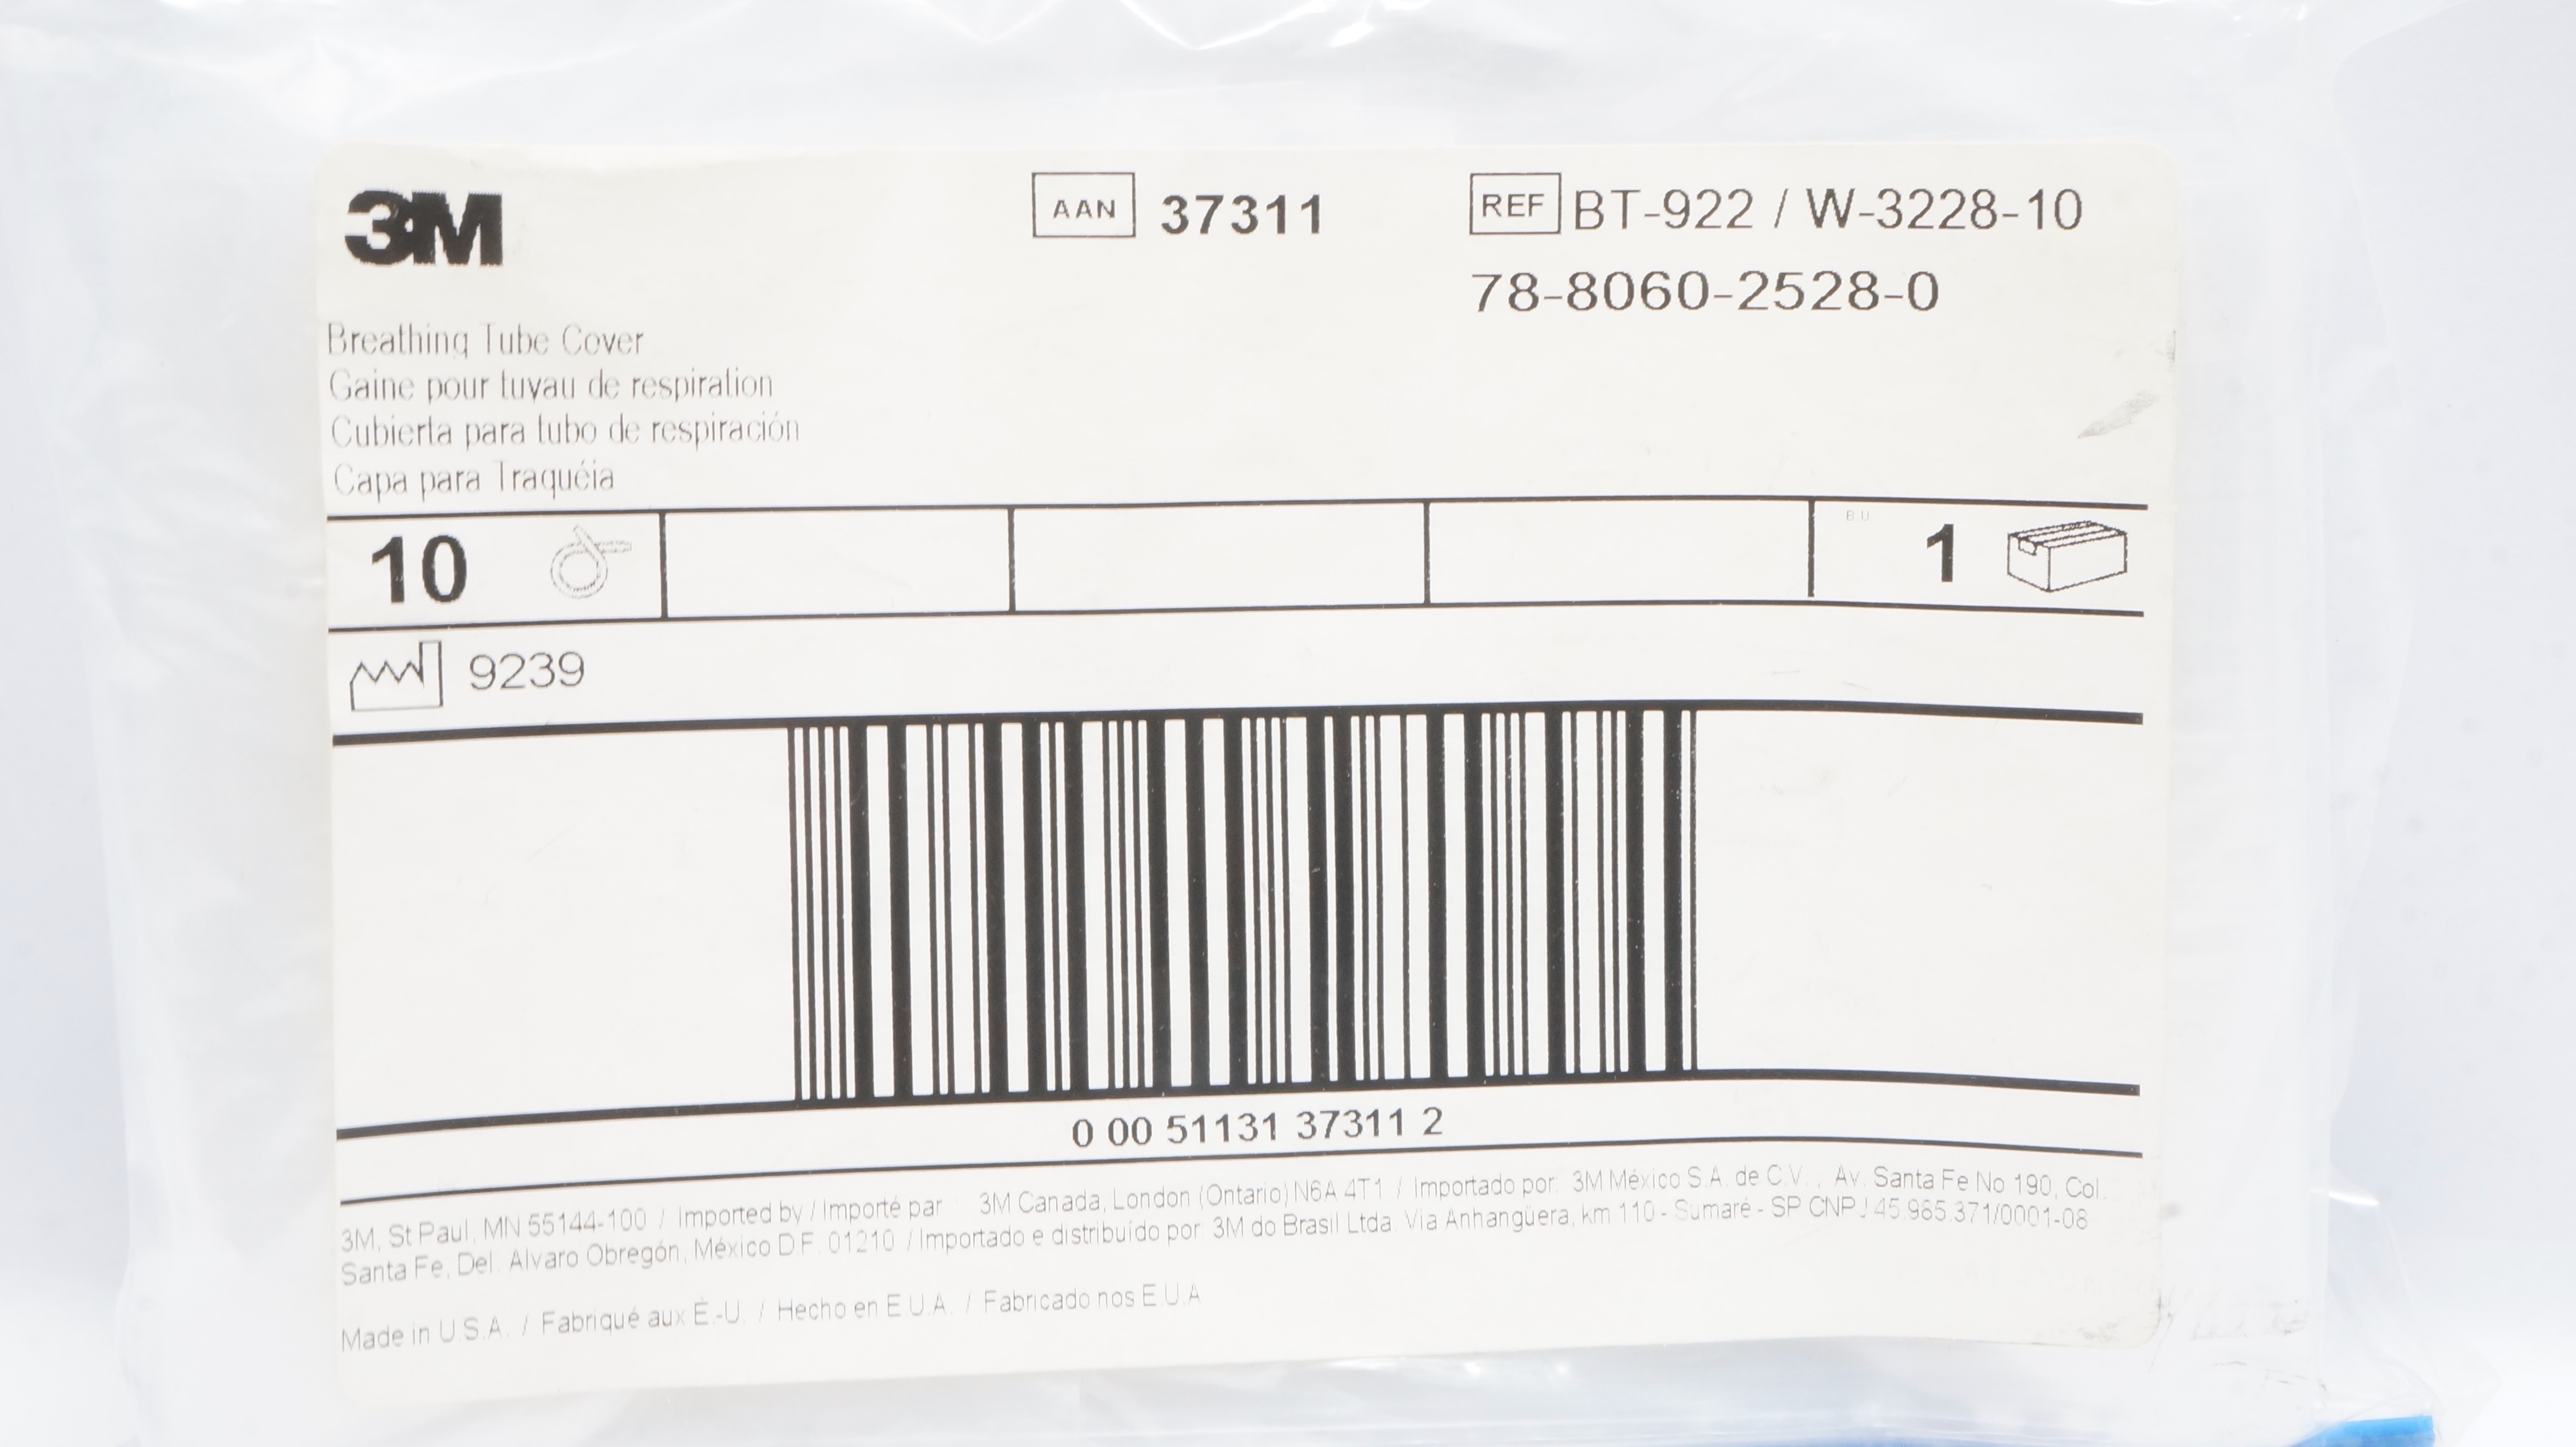 3M
AAN 37311
REF BT-922 / W-3228-10
78-8060-2528-0
Breathing Tube Cover
Gaine pour tuyau de respiration
Cubierta para tubo de respiración
Capa para Traquéia
10
B.U
1
9239
0 00 51131 37311 2
3M, St Paul, MN 55144-100 / Imported by / Importé par 3M Canada, London (Ontario) N6A 4T1 / Importado por: 3M México S.A. de C.V., Av. Santa Fe No 190, Col.
Santa Fe, Del. Alvaro Obregón, México D.F. 01210 / Importado e distribuído por 3M do Brasil Ltda. Via Anhangüera, km 110 - Sumaré - SP CNPJ 45.985.371/0001-08
Made in U.S.A. / Fabriqué aux É.-U. / Hecho en E.U.A. / Fabricado nos E.U.A